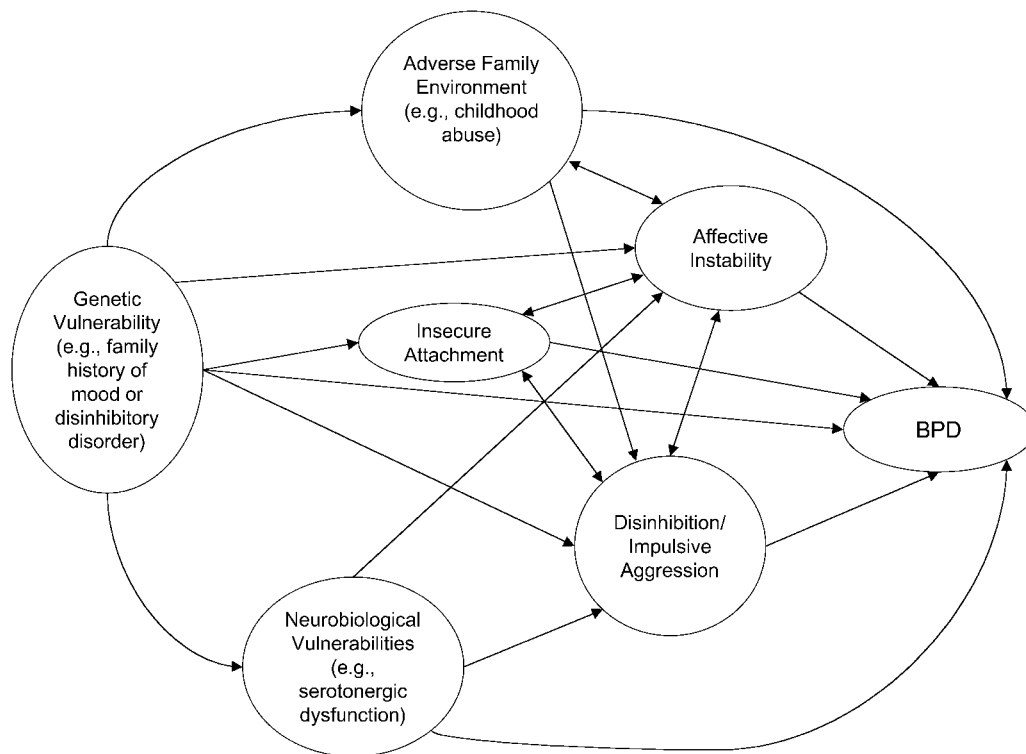 Adverse Family
Environment
(e.g., childhood
abuse)
Affective
Instability
Genetic
Vulnerability
(e.g., family
history of
mood or
disinhibitory
disorder)
Insecure
Attachment
BPD
Disinhibition/
Impulsive
Aggression
Neurobiological
Vulnerabilities
(e.g.,
serotonergic
dysfunction)